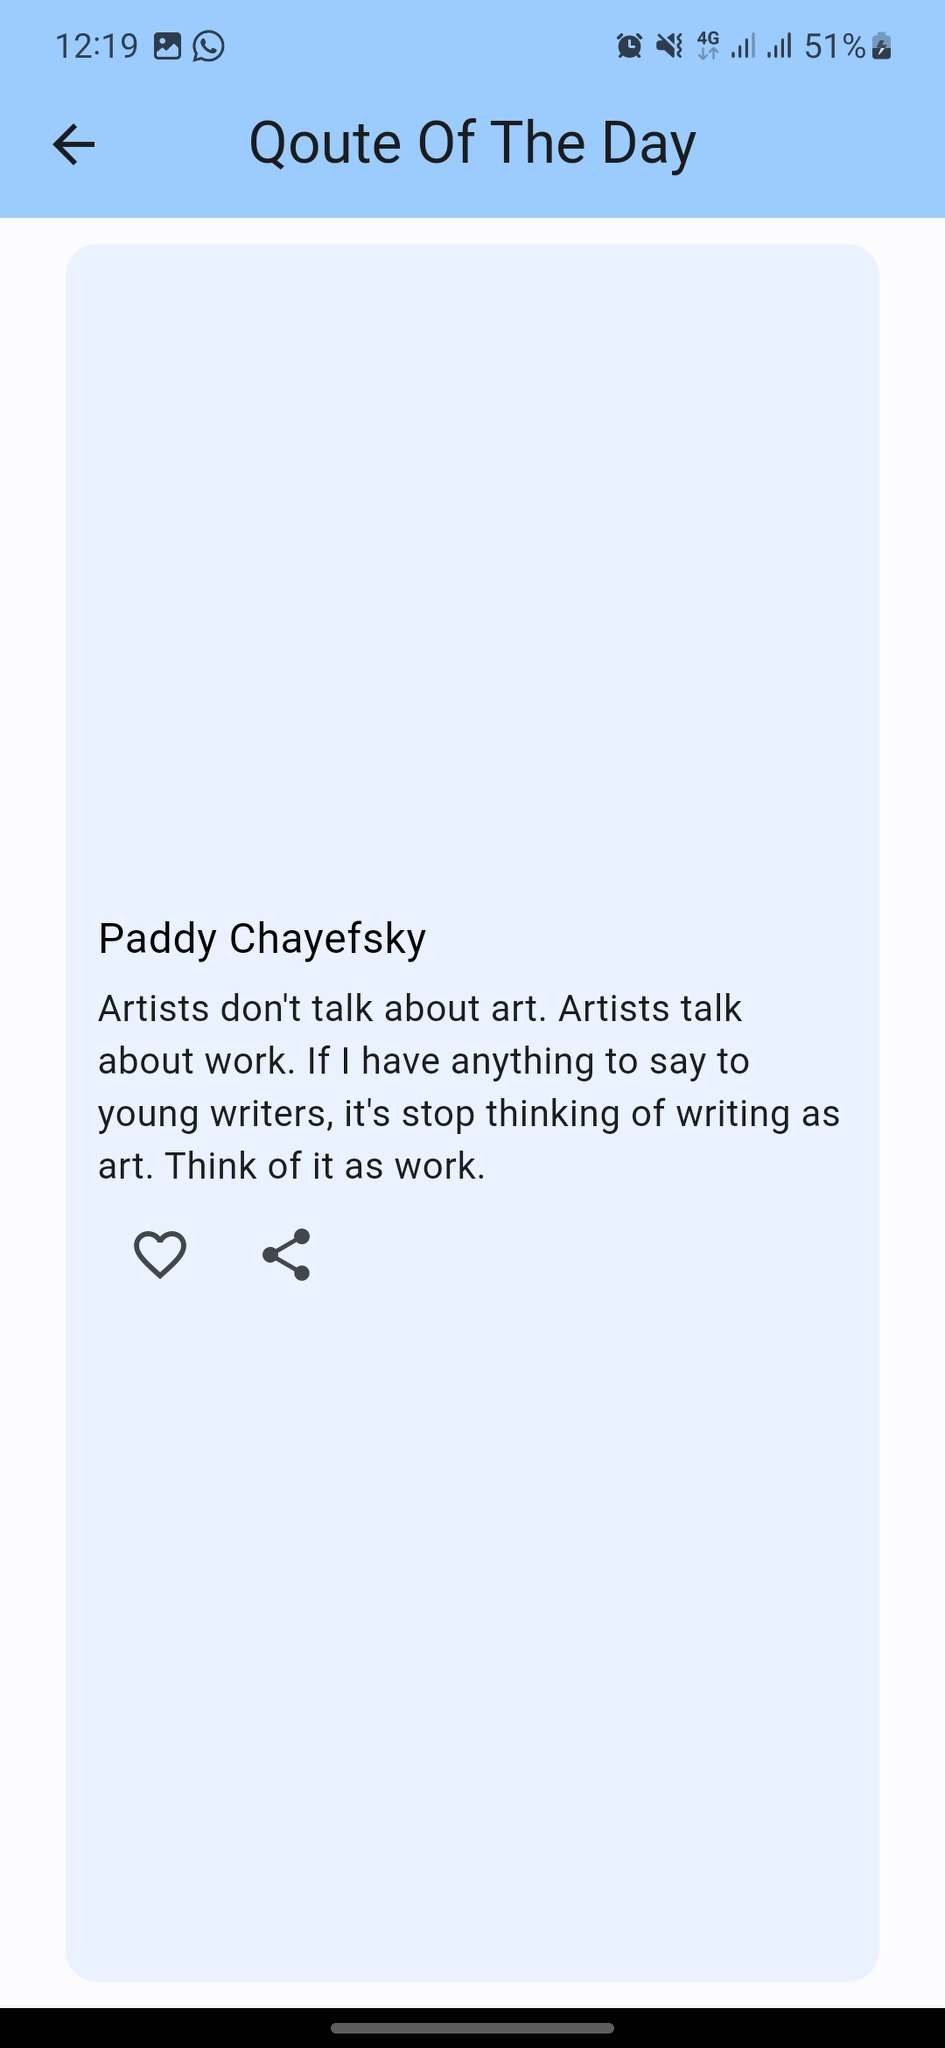 12:19 4G 51%
Qoute Of The Day
Paddy Chayefsky
Artists don't talk about art. Artists talk
about work. If I have anything to say to
young writers, it's stop thinking of writing as
art. Think of it as work.